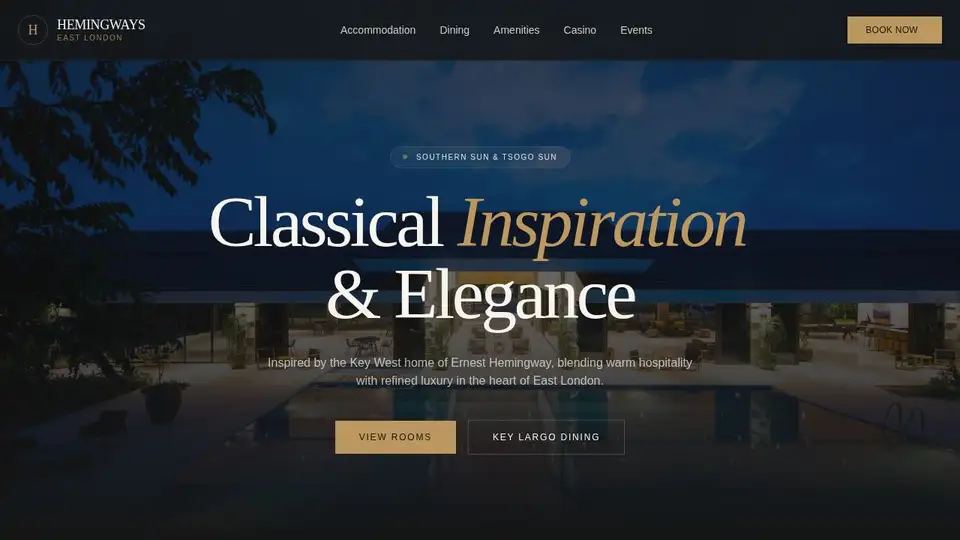 H
HEMINGWAYS
EAST LONDON
Accommodation
Dining
Amenities
Casino
Events
BOOK NOW
SOUTHERN SUN & TSOGO SUN
Classical Inspiration
& Elegance
Inspired by the Key West home of Ernest Hemingway, blending warm hospitality
with refined luxury in the heart of East London.
VIEW ROOMS
KEY LARGO DINING